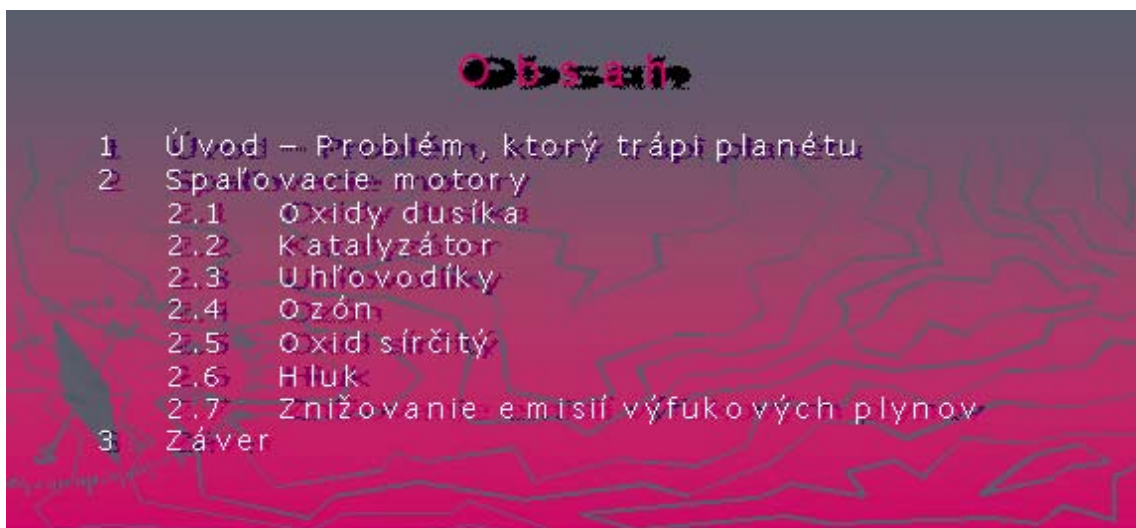 Obsah
1 Úvod – Problém, ktorý trápi planétu
2 Spaľovacie motory
2.1 Oxidy dusíka
2.2 Katalyzátor
2.3 Uhľovodíky
2.4 Ozón
2.5 Oxid sírčitý
2.6 Hluk
2.7 Znižovanie emisií výfukových plynov
3 Záver